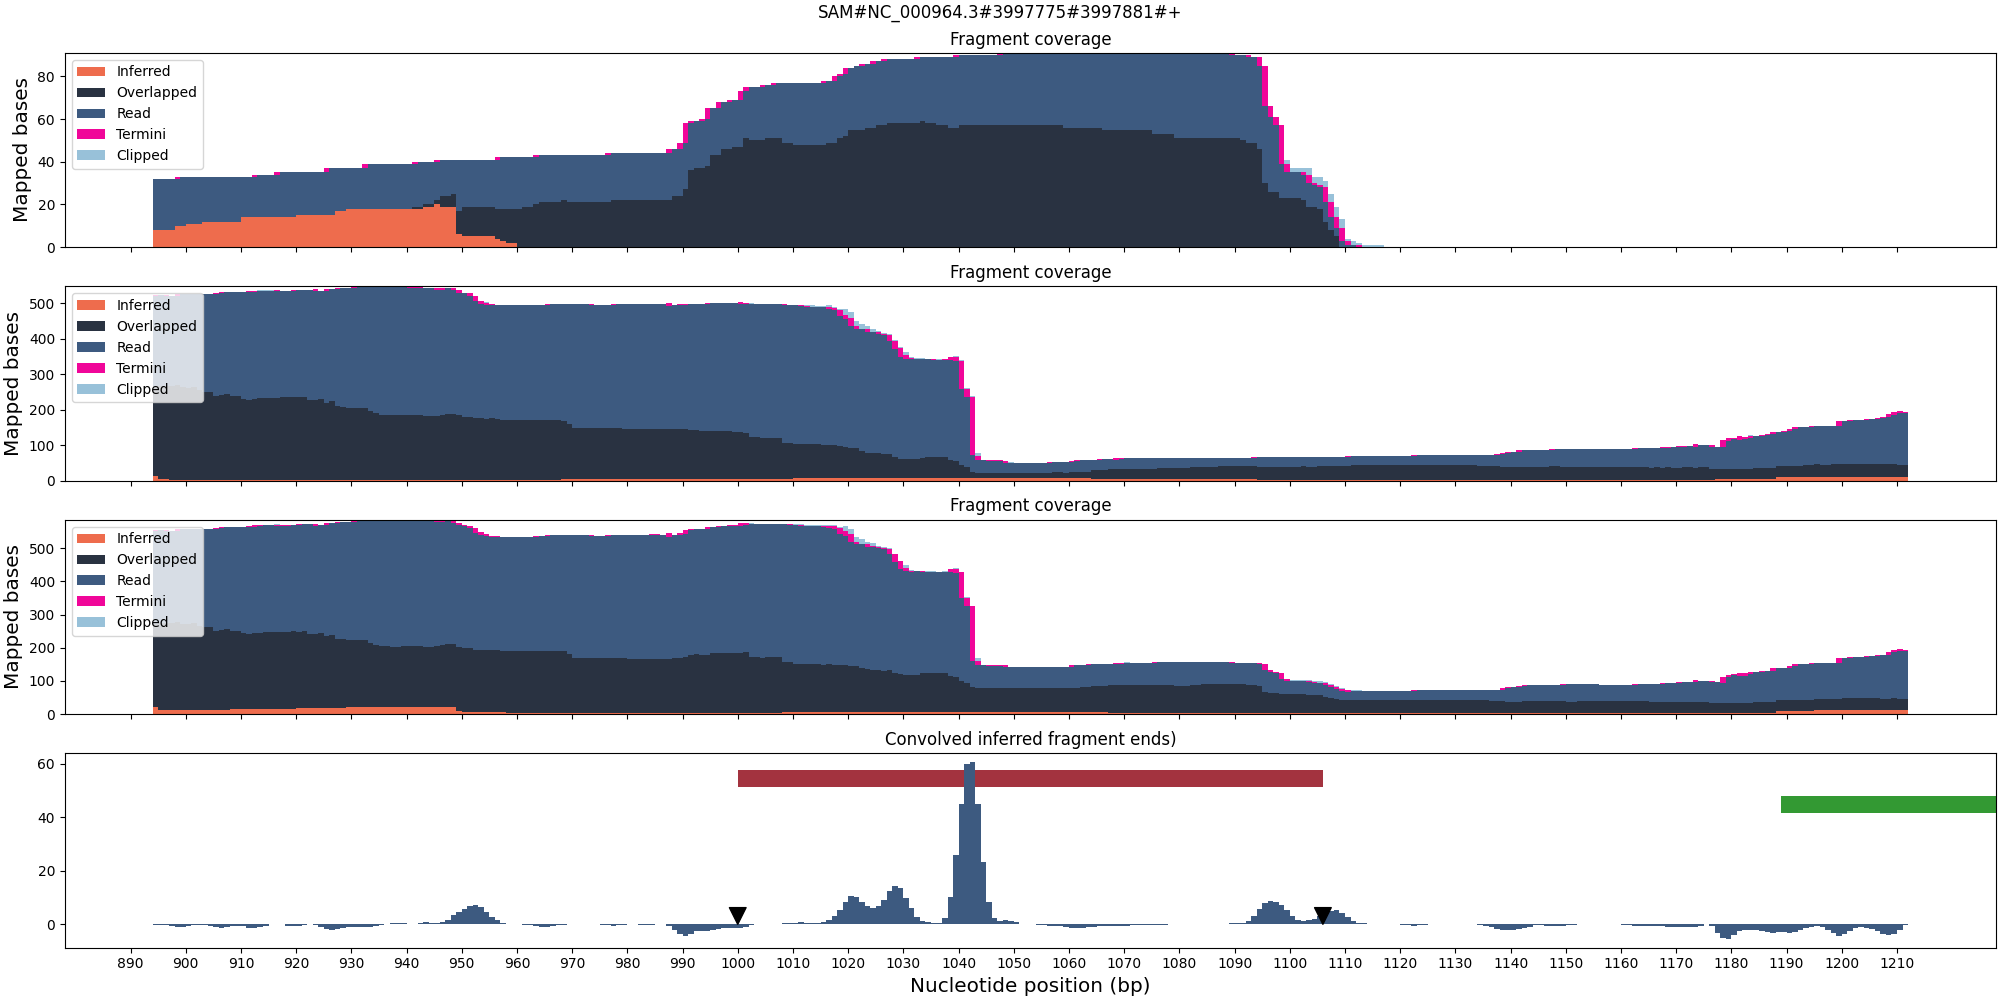 SAM#NC_000964.3#3997775#3997881#+
Fragment coverage
Mapped bases
80
60
40
20
0
Inferred
Overlapped
Read
Termini
Clipped
Fragment coverage
Mapped bases
500
400
300
200
100
0
Inferred
Overlapped
Read
Termini
Clipped
Fragment coverage
Mapped bases
500
400
300
200
100
0
Inferred
Overlapped
Read
Termini
Clipped
Convolved inferred fragment ends)
60
40
20
0
890 900 910 920 930 940 950 960 970 980 990 1000 1010 1020 1030 1040 1050 1060 1070 1080 1090 1100 1110 1120 1130 1140 1150 1160 1170 1180 1190 1200 1210
Nucleotide position (bp)